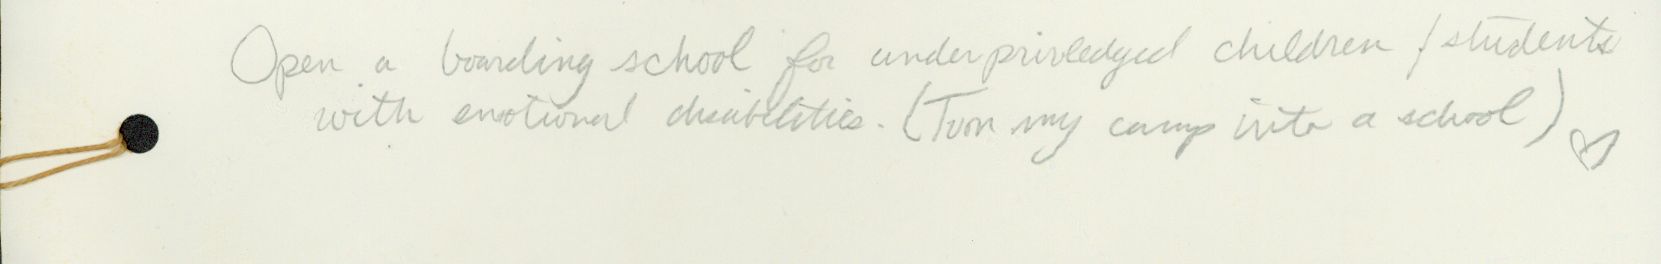 Open a boarding school for underprivledged children / students
with emotional disabilities. (Turn my camp into a school) ♡